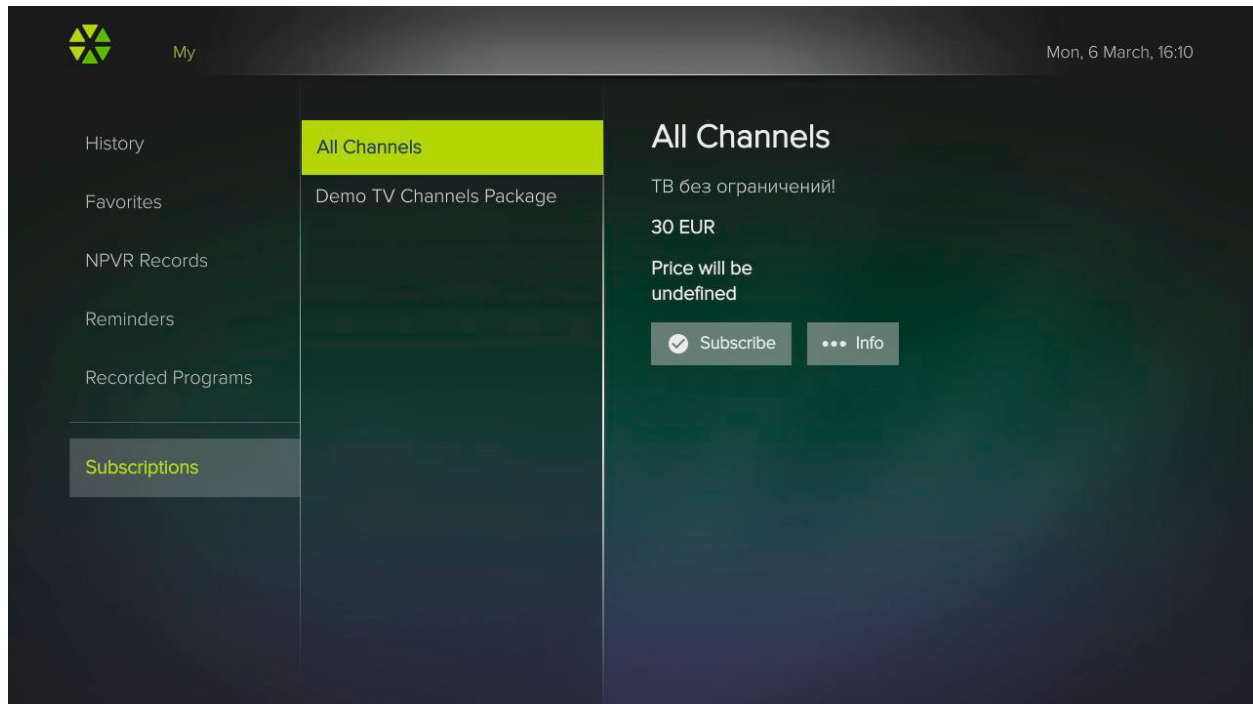 My
Mon, 6 March, 16:10
History
Favorites
NPVR Records
Reminders
Recorded Programs
Subscriptions
All Channels
Demo TV Channels Package
All Channels
ТВ без ограничений!
30 EUR
Price will be
undefined
Subscribe
••• Info